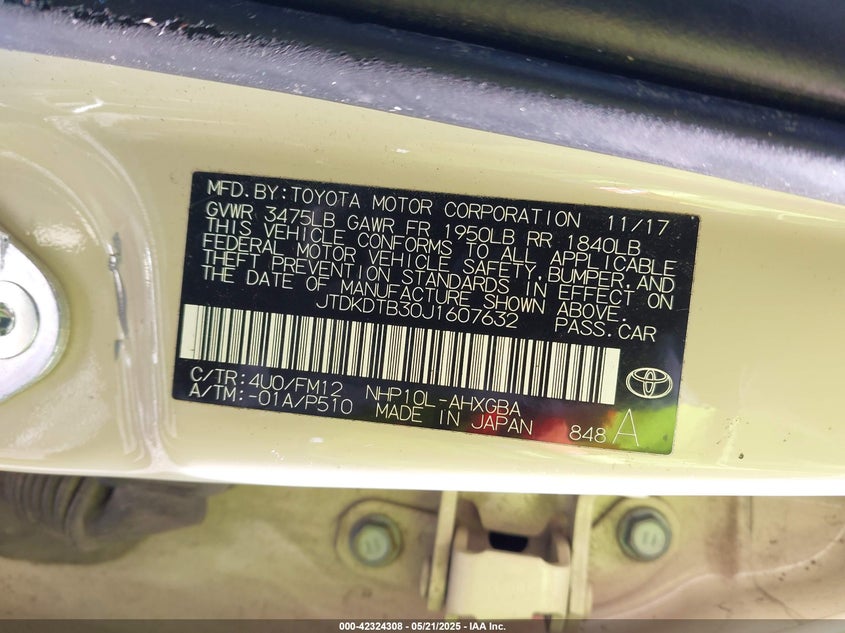 MFD. BY: TOYOTA MOTOR CORPORATION 11/17
GVWR 3475LB GAWR FR 1950LB RR 1840LB
THIS VEHICLE CONFORMS TO ALL APPLICABLE
FEDERAL MOTOR VEHICLE SAFETY, BUMPER, AND
THEFT PREVENTION STANDARDS IN EFFECT ON
THE DATE OF MANUFACTURE SHOWN ABOVE.
JTDKDTB30J1607632 PASS. CAR
C/TR: 4U0/FM12 NHP10L-AHXGBA
A/TM: -01A/P510 MADE IN JAPAN 848 A
000-42324308 - 05/21/2025 - IAA Inc.